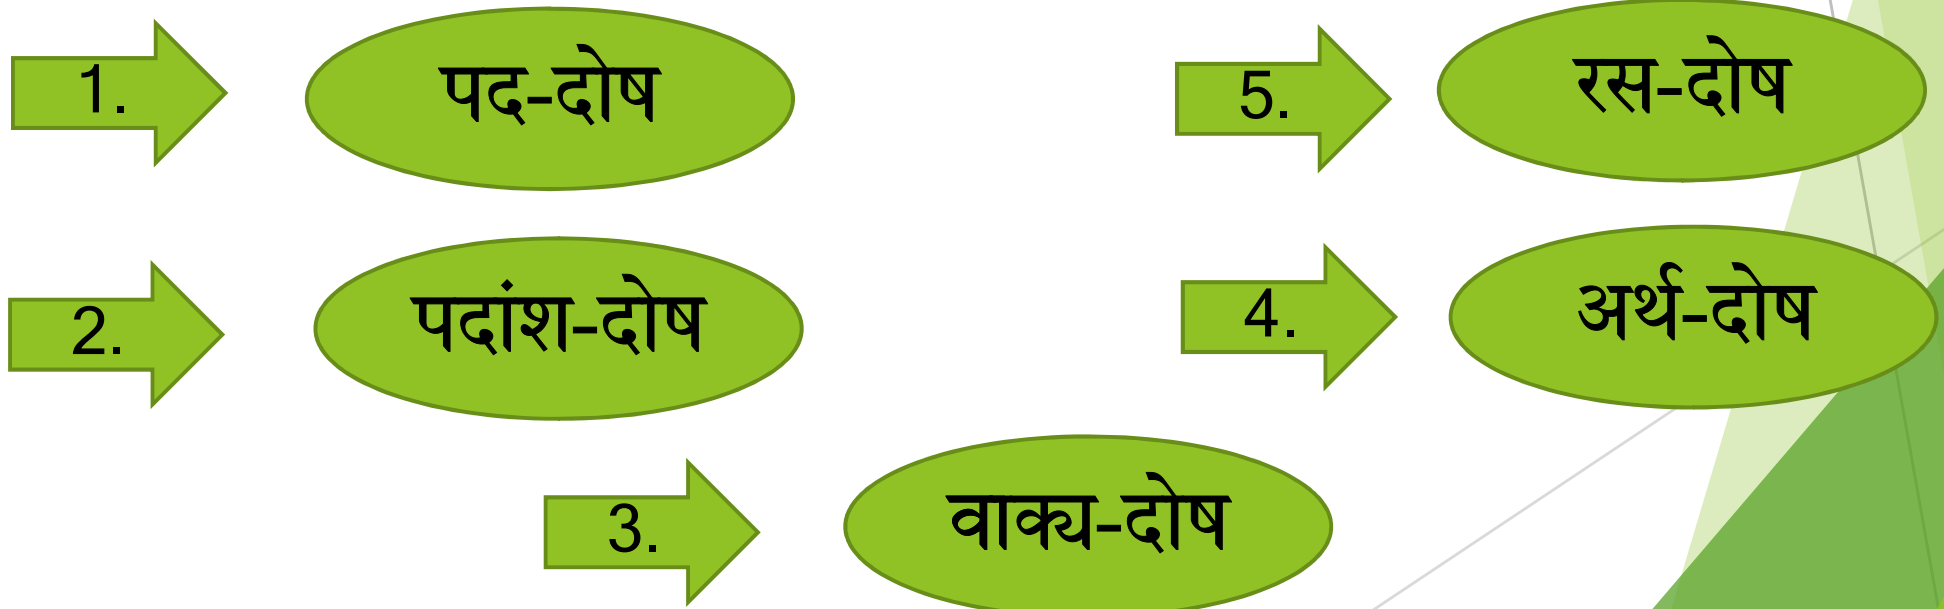 1. पद-दोष
2. पदांश-दोष
3. वाक्य-दोष
4. अर्थ-दोष
5. रस-दोष